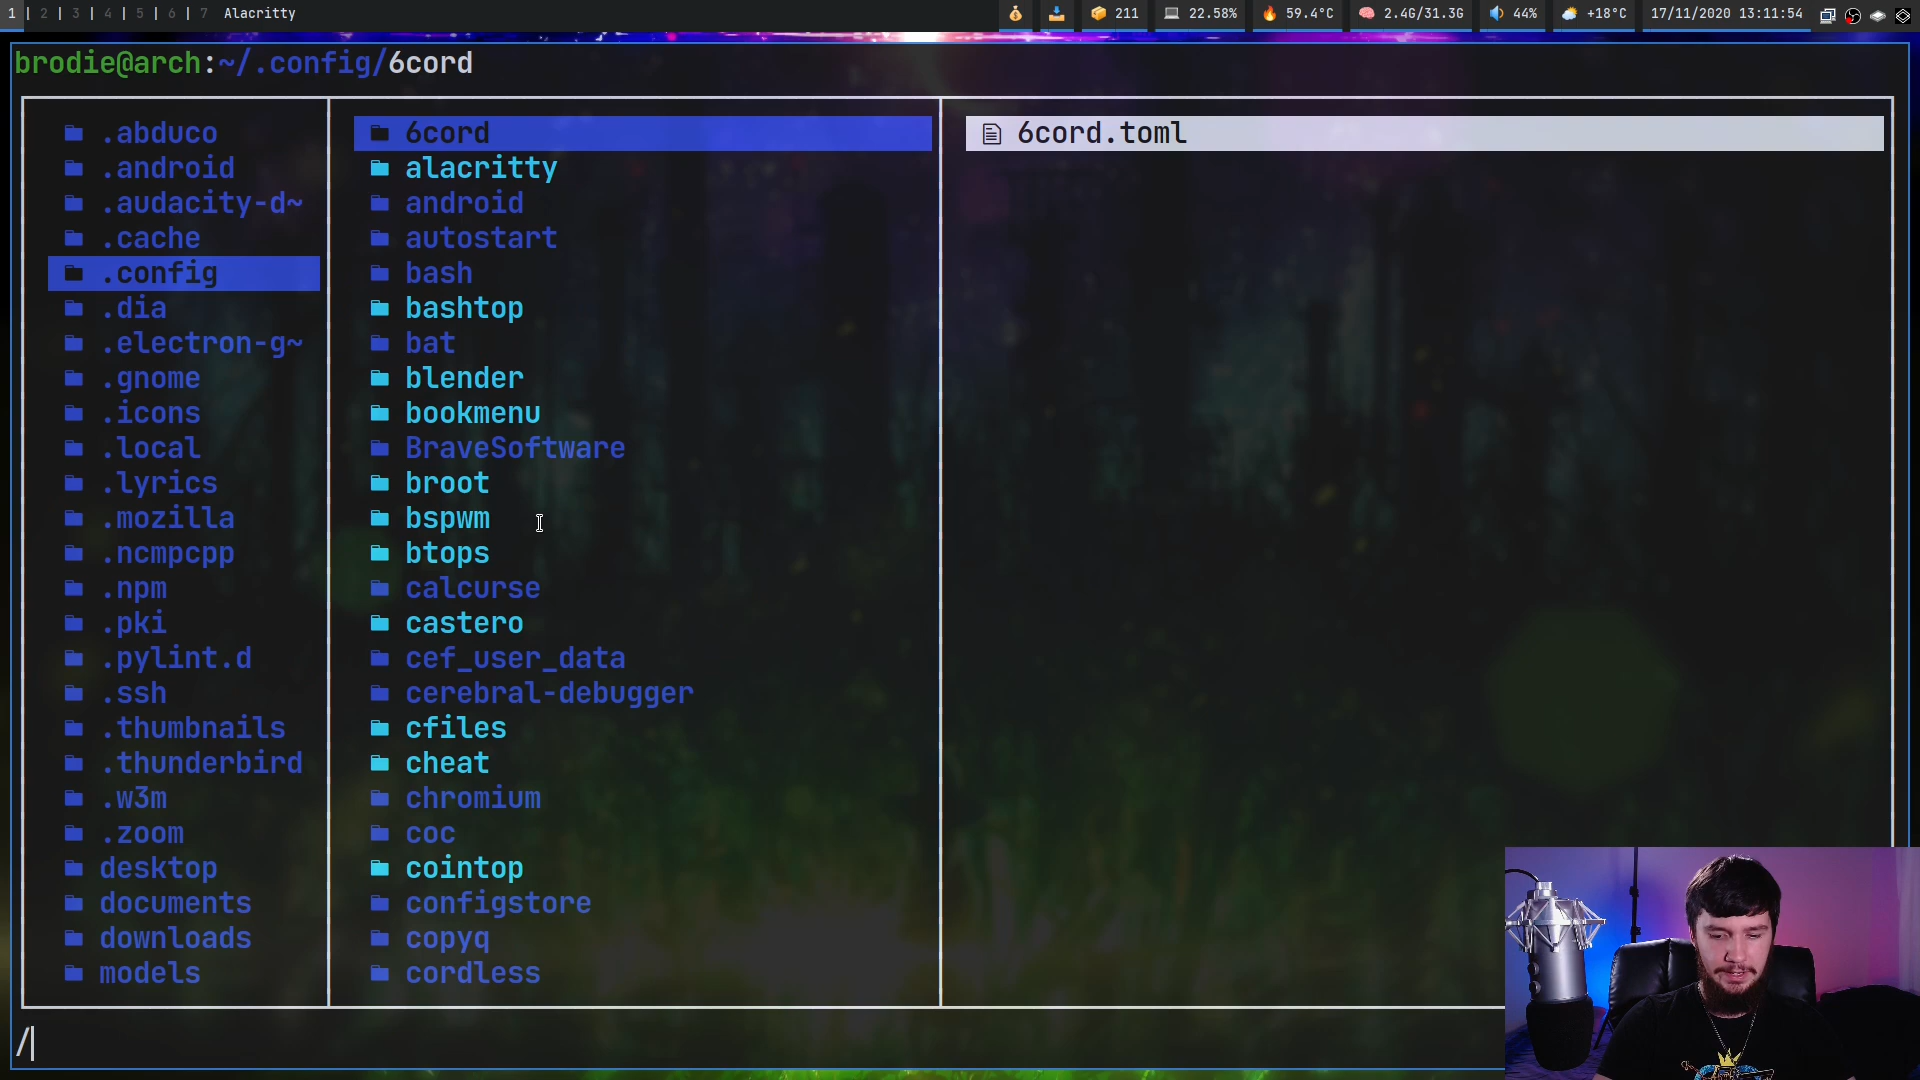 1 | 2 | 3 | 4 | 5 | 6 | 7 Alacritty 211 22.58% 59.4°C 2.4G/31.3G 44% +18°C 17/11/2020 13:11:54
brodie@arch:~/.config/6cord
.abduco
.android
.audacity-d~
.cache
.config
.dia
.electron-g~
.gnome
.icons
.local
.lyrics
.mozilla
.ncmpcpp
.npm
.pki
.pylint.d
.ssh
.thumbnails
.thunderbird
.w3m
.zoom
desktop
documents
downloads
models
6cord
alacritty
android
autostart
bash
bashtop
bat
blender
bookmenu
BraveSoftware
broot
bspwm
btops
calcurse
castero
cef_user_data
cerebral-debugger
cfiles
cheat
chromium
coc
cointop
configstore
copyq
cordless
6cord.toml
/